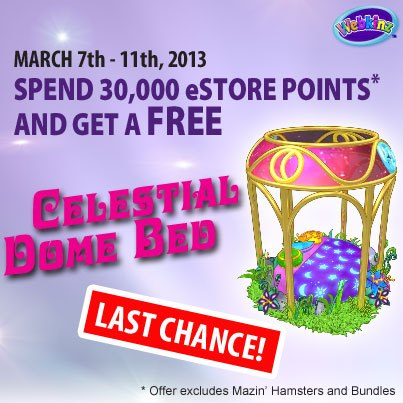 Webkinz
MARCH 7th - 11th, 2013
SPEND 30,000 eSTORE POINTS*
AND GET A FREE
CELESTIAL
DOME BED
LAST CHANCE!
* Offer excludes Mazin' Hamsters and Bundles